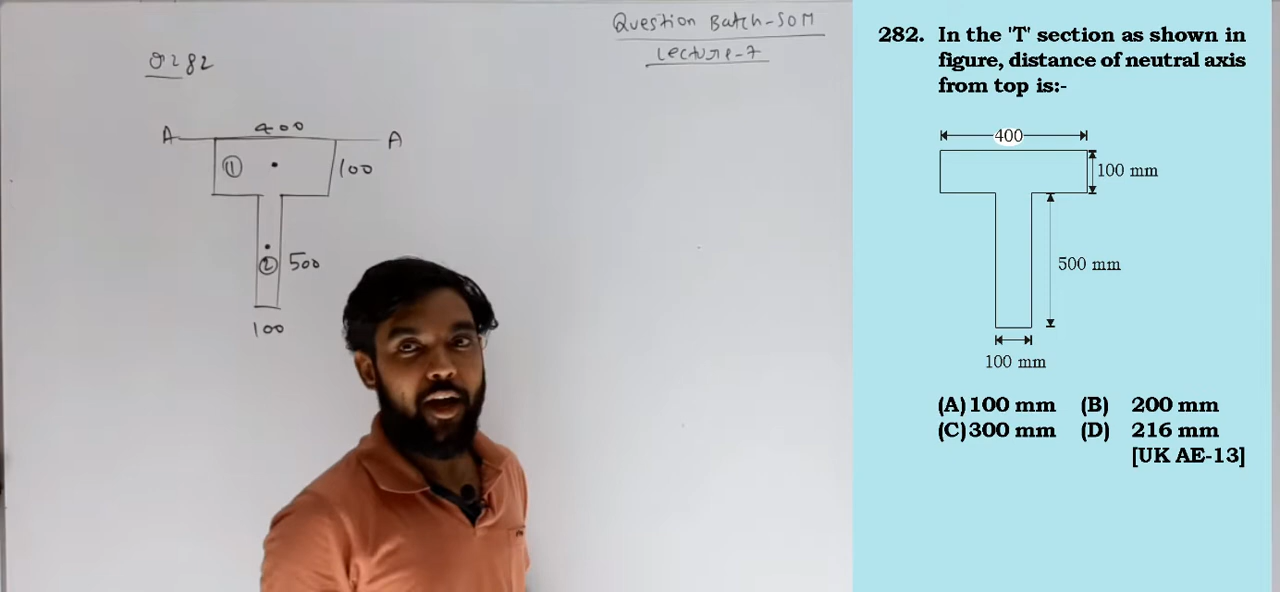 Question Batch-SOM
Lecture-7
Q282
A 400 A
① 100
② 500
100
282. In the 'T' section as shown in
figure, distance of neutral axis
from top is:-
400
100 mm
500 mm
100 mm
(A) 100 mm (B) 200 mm
(C) 300 mm (D) 216 mm
[UK AE-13]